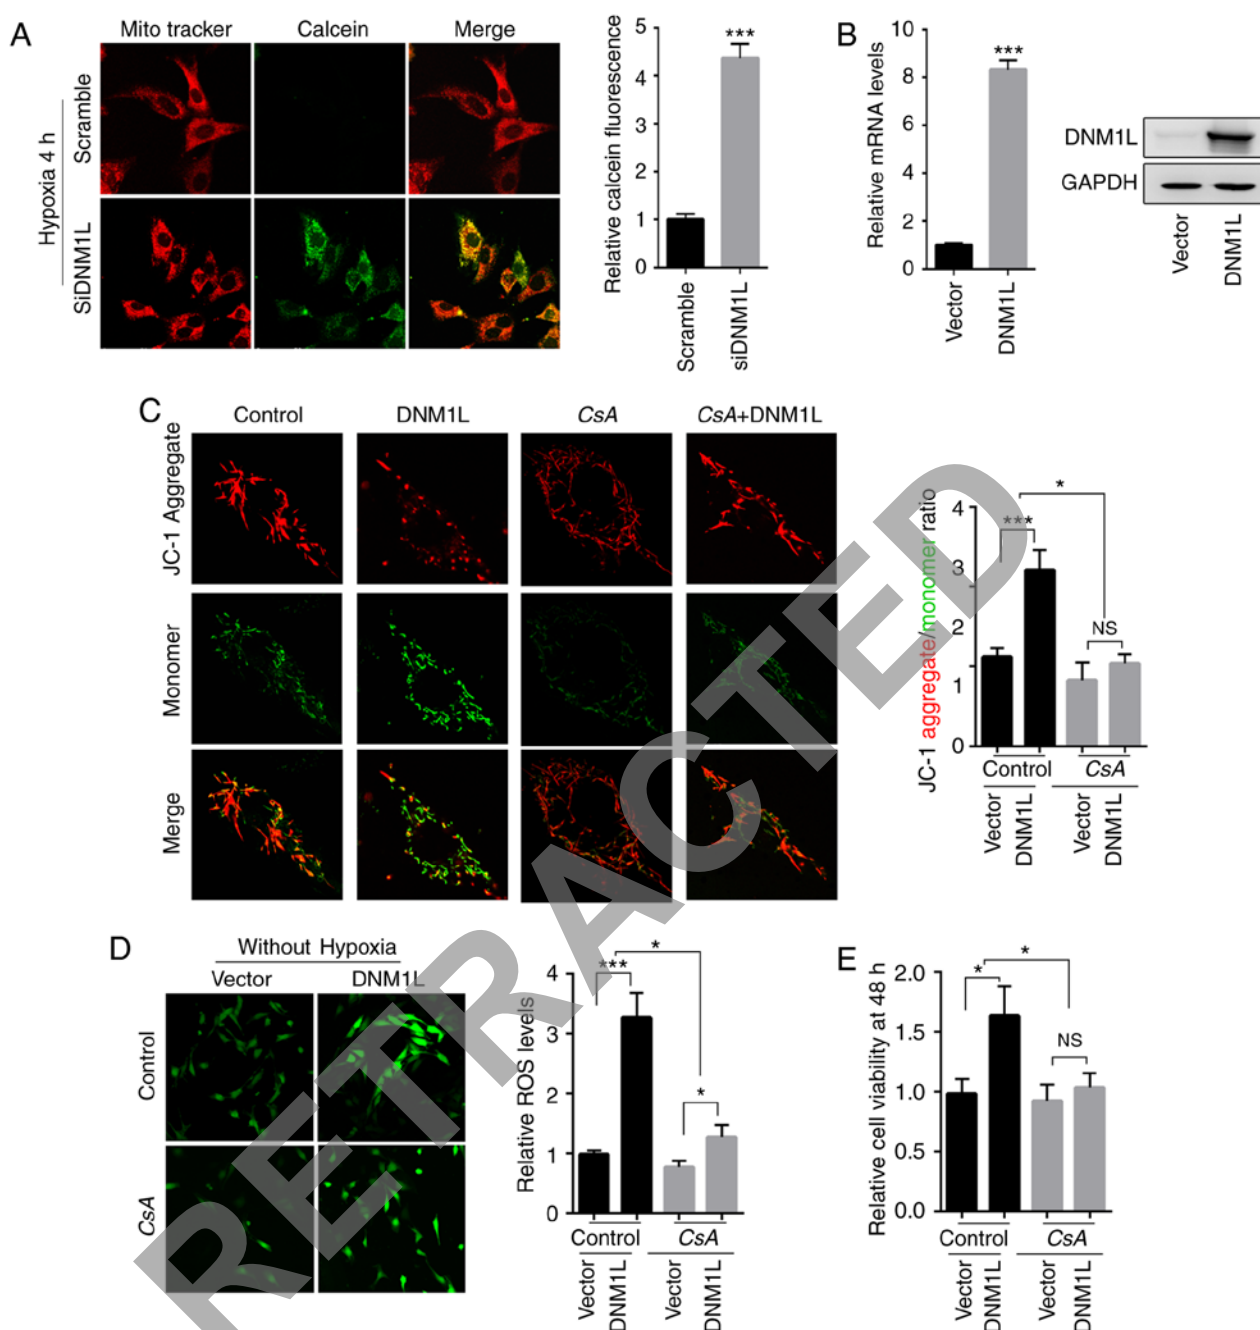 A
Mito tracker Calcein Merge
Hypoxia 4 h
Scramble
SiDNM1L
Relative calcein fluorescence
5
4
3
2
1
0
***
Scramble
siDNM1L
B
Relative mRNA levels
10
8
6
4
2
0
***
Vector
DNM1L
DNM1L
GAPDH
Vector
DNM1L
C
Control DNM1L CsA CsA+DNM1L
JC-1 Aggregate
Monomer
Merge
JC-1 aggregate/monomer ratio
4
3
2
1
0
***
*
NS
Control CsA
Vector
DNM1L
Vector
DNM1L
D
Without Hypoxia
Vector DNM1L
Control
CsA
Relative ROS levels
4
3
2
1
0
***
*
*
Control CsA
Vector
DNM1L
Vector
DNM1L
E
Relative cell viability at 48 h
2.0
1.5
1.0
0.5
0.0
*
*
NS
Control CsA
Vector
DNM1L
Vector
DNM1L
RETRACTED